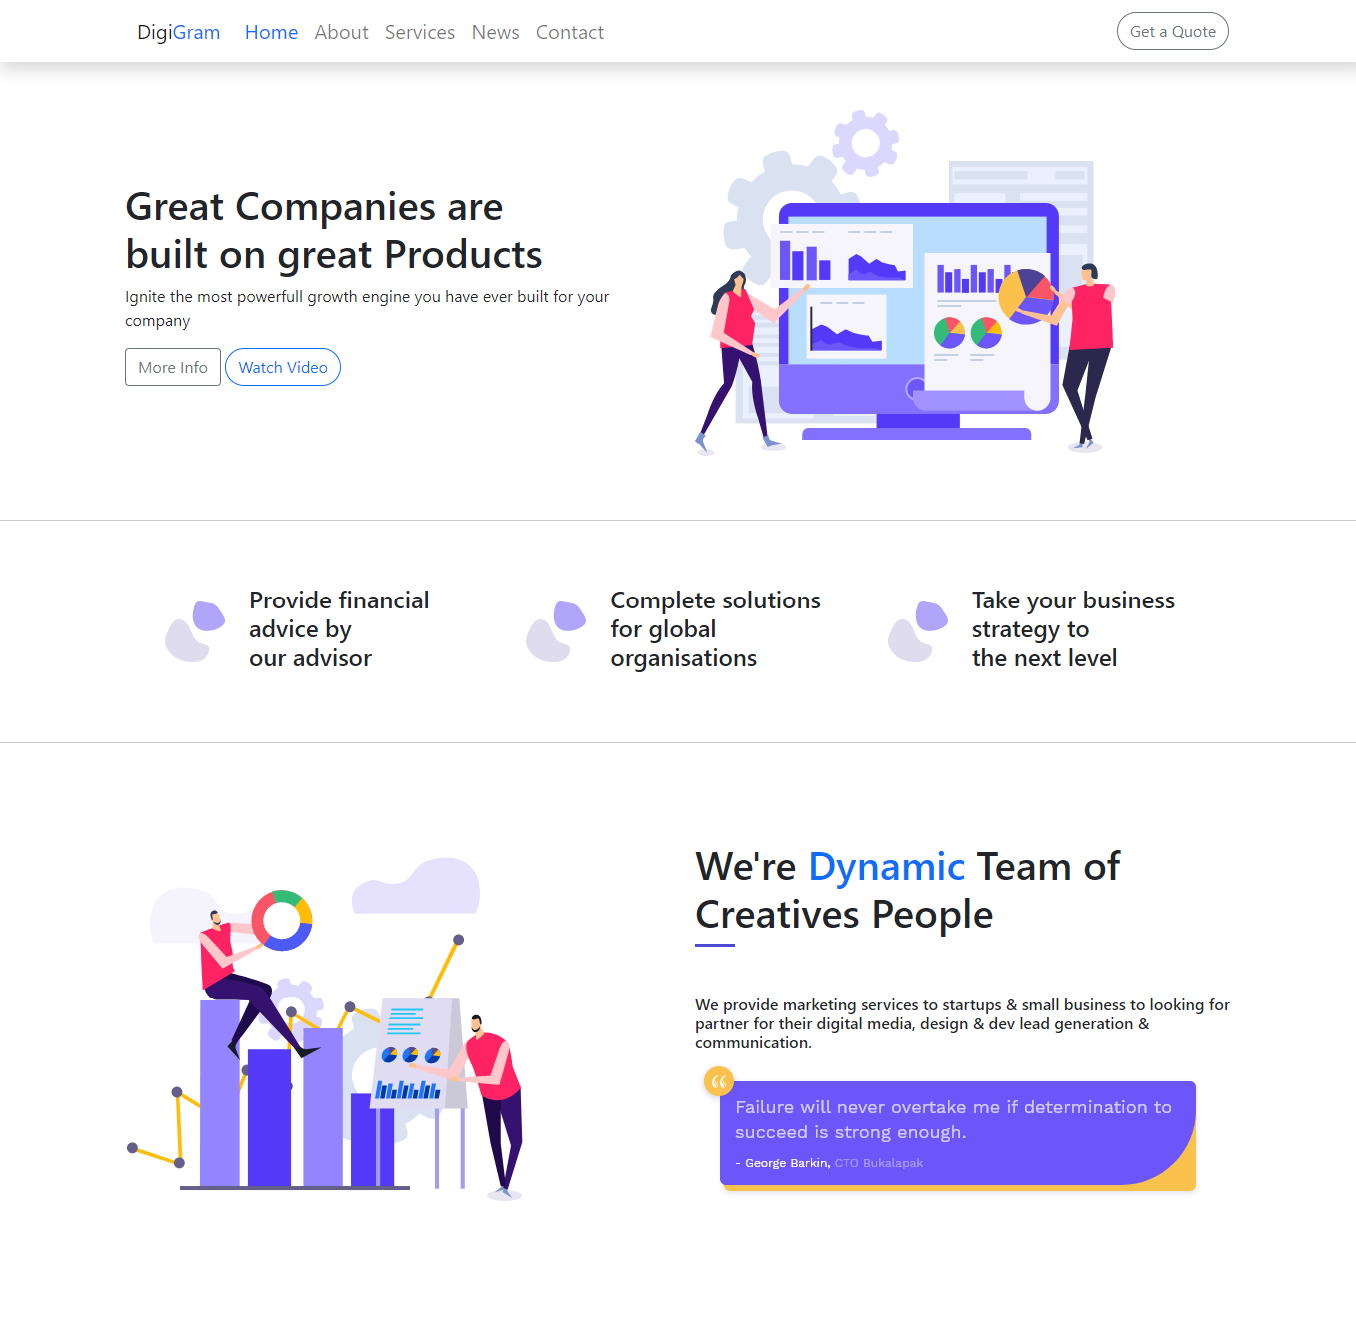 DigiGram Home About Services News Contact Get a Quote
Great Companies are
built on great Products
Ignite the most powerfull growth engine you have ever built for your
company
More Info Watch Video
Provide financial
advice by
our advisor
Complete solutions
for global
organisations
Take your business
strategy to
the next level
We're Dynamic Team of
Creatives People
We provide marketing services to startups & small business to looking for
partner for their digital media, design & dev lead generation &
communication.
Failure will never overtake me if determination to
succeed is strong enough.
- George Barkin, CTO Bukalapak